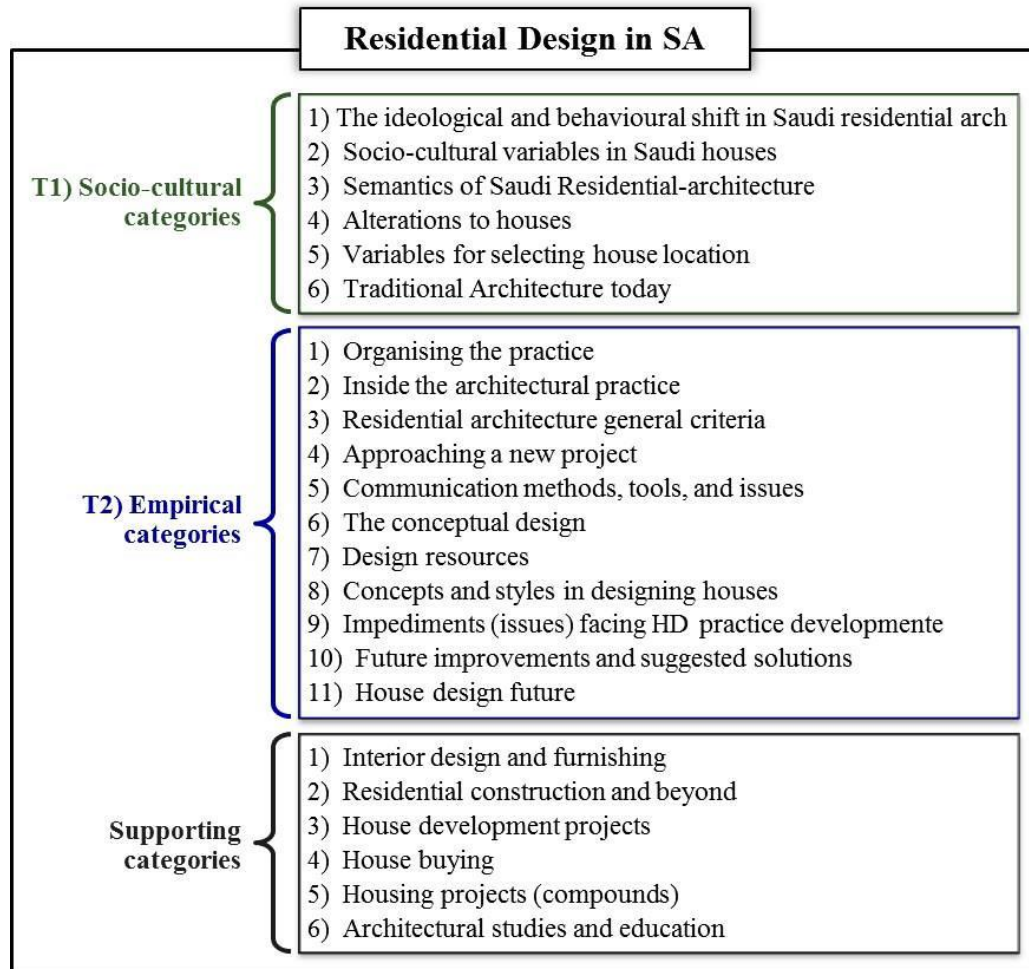 Residential Design in SA
T1) Socio-cultural
categories
1) The ideological and behavioural shift in Saudi residential arch
2) Socio-cultural variables in Saudi houses
3) Semantics of Saudi Residential-architecture
4) Alterations to houses
5) Variables for selecting house location
6) Traditional Architecture today
T2) Empirical
categories
1) Organising the practice
2) Inside the architectural practice
3) Residential architecture general criteria
4) Approaching a new project
5) Communication methods, tools, and issues
6) The conceptual design
7) Design resources
8) Concepts and styles in designing houses
9) Impediments (issues) facing HD practice developmente
10) Future improvements and suggested solutions
11) House design future
Supporting
categories
1) Interior design and furnishing
2) Residential construction and beyond
3) House development projects
4) House buying
5) Housing projects (compounds)
6) Architectural studies and education